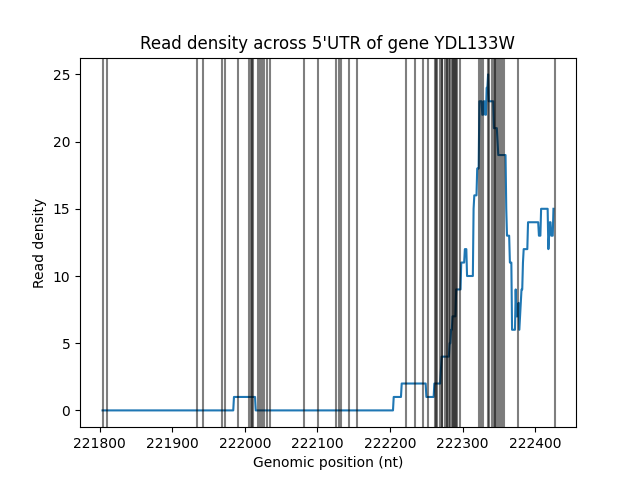 Read density across 5'UTR of gene YDL133W
25
20
15
10
5
0
Read density
221800 221900 222000 222100 222200 222300 222400
Genomic position (nt)